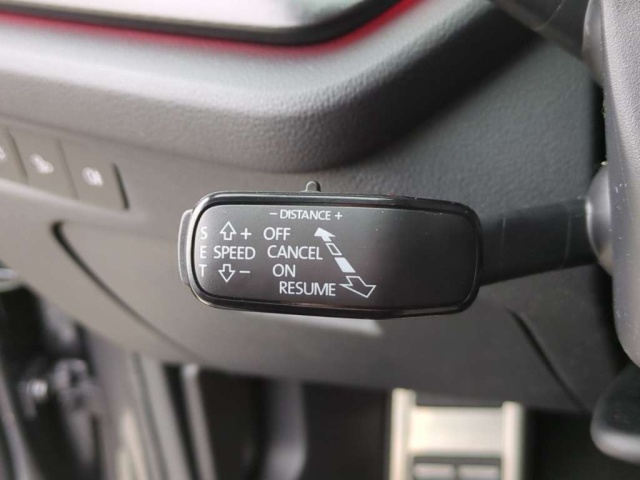 − DISTANCE +
S + OFF
E SPEED CANCEL
T − ON
RESUME